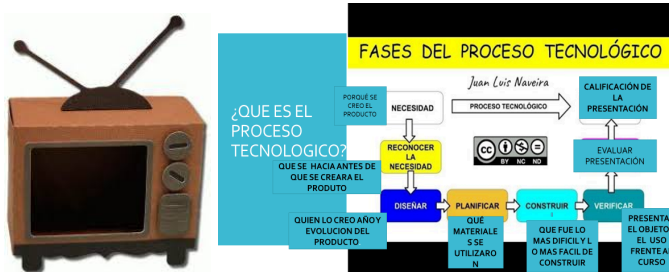 FASES DEL PROCESO TECNOLÓGICO
¿QUE ES EL
PROCESO
TECNOLOGICO?
Juan Luis Naveira
PROCESO TECNOLÓGICO
PORQUÉ SE
CREO EL
PRODUCTO
NECESIDAD
CALIFICACIÓN DE
LA
PRESENTACIÓN
RECONOCER
LA
NECESIDAD
CC
BY NC ND
EVALUAR
PRESENTACIÓN
QUE SE HACIA ANTES DE
QUE SE CREARA EL
PRODUTO
DISEÑAR
PLANIFICAR
CONSTRUIR
VERIFICAR
QUIEN LO CREO AÑO Y
EVOLUCION DEL
PRODUCTO
QUÉ
MATERIALE
S SE
UTILIZARO
N
QUE FUE LO
MAS DIFICIL Y L
O MAS FACIL DE
CONSTRUIR
PRESENTA
EL OBJETO
EL USO
FRENTE A
CURSO